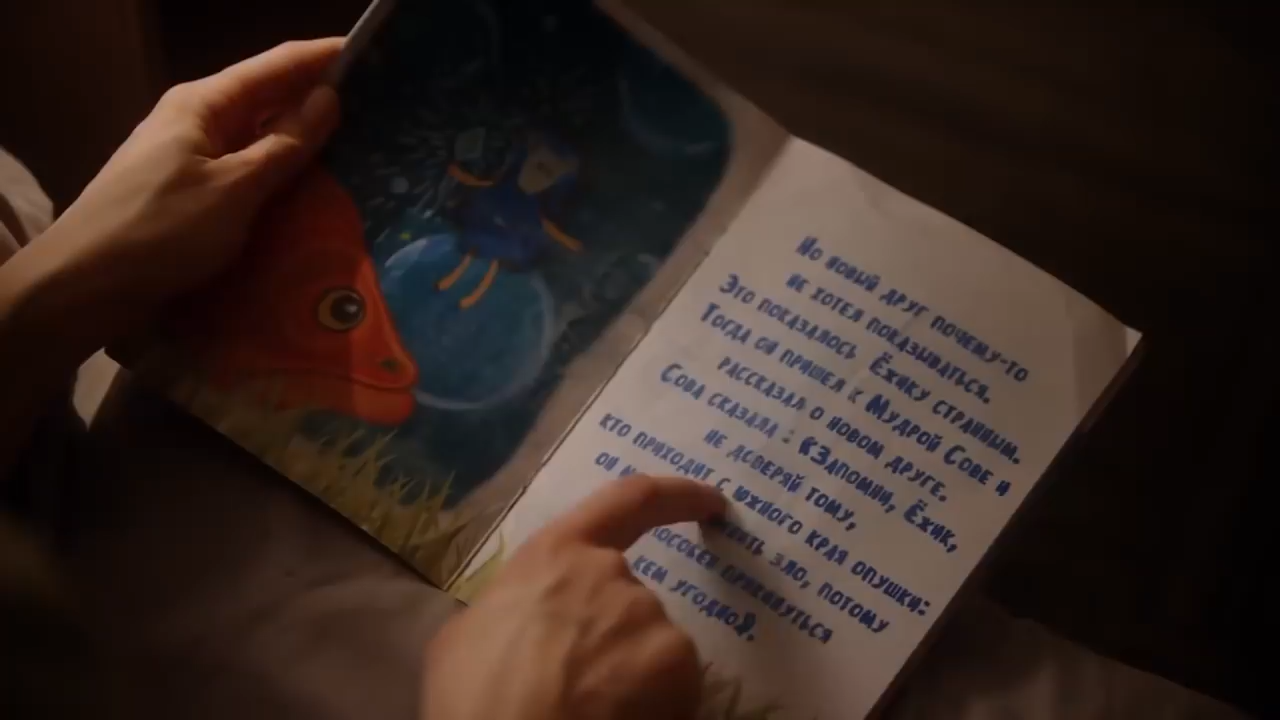 Но новый друг почему-то
не хотел показываться.
Это показалось Ёжику странным.
Тогда он пришел к Мудрой Сове и
рассказал о новом друге.
Сова сказала: «Запомни, Ёжик,
не доверяй тому,
кто приходит с южного края опушки:
он зло, потому
прикинуться
кем угодно».